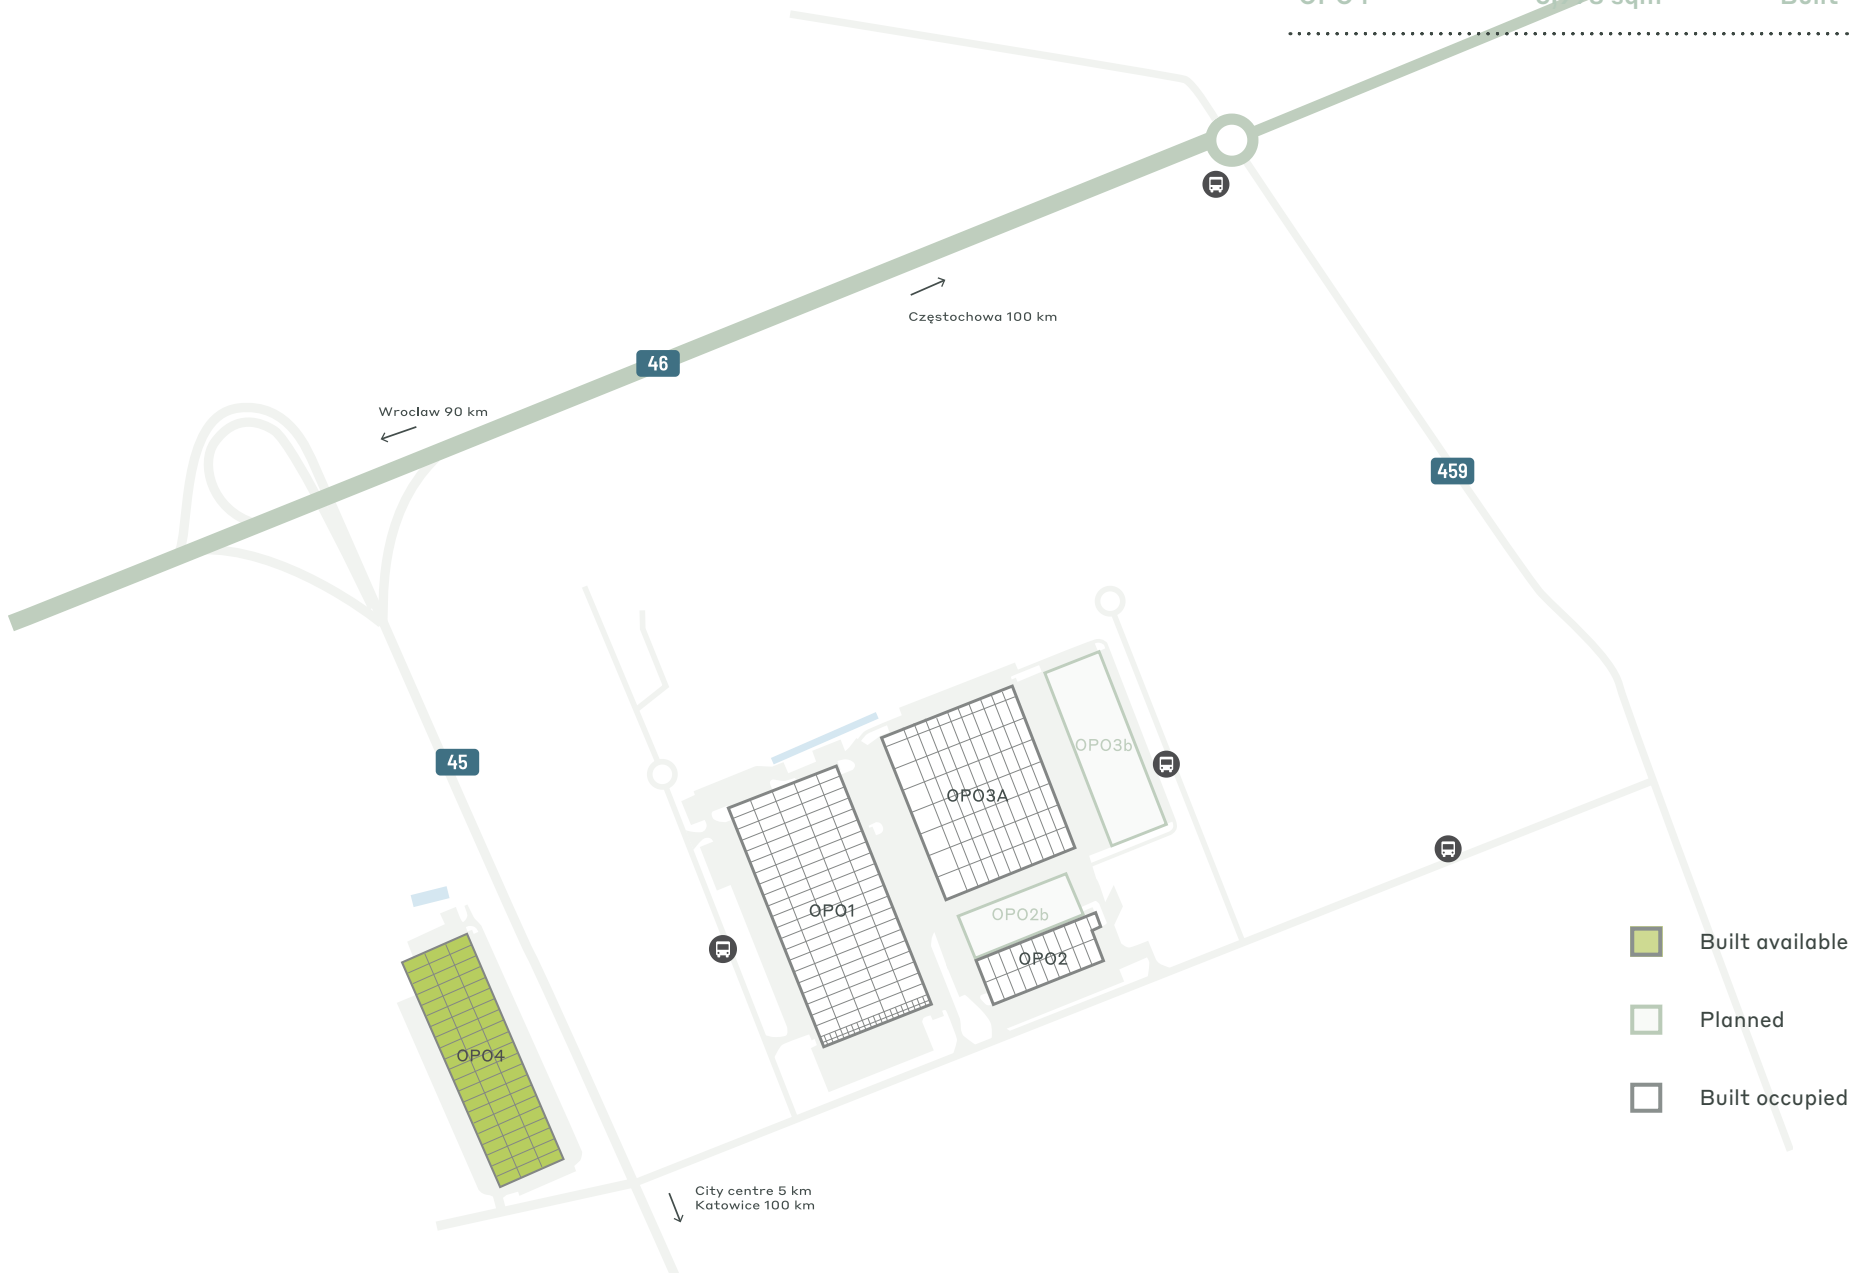 Built
Częstochowa 100 km
46
Wroclaw 90 km
459
OPO3b
45
OPO3A
OPO1
OPO2b
Built available
OPO2
Planned
OPO4
Built occupied
City centre 5 km
Katowice 100 km